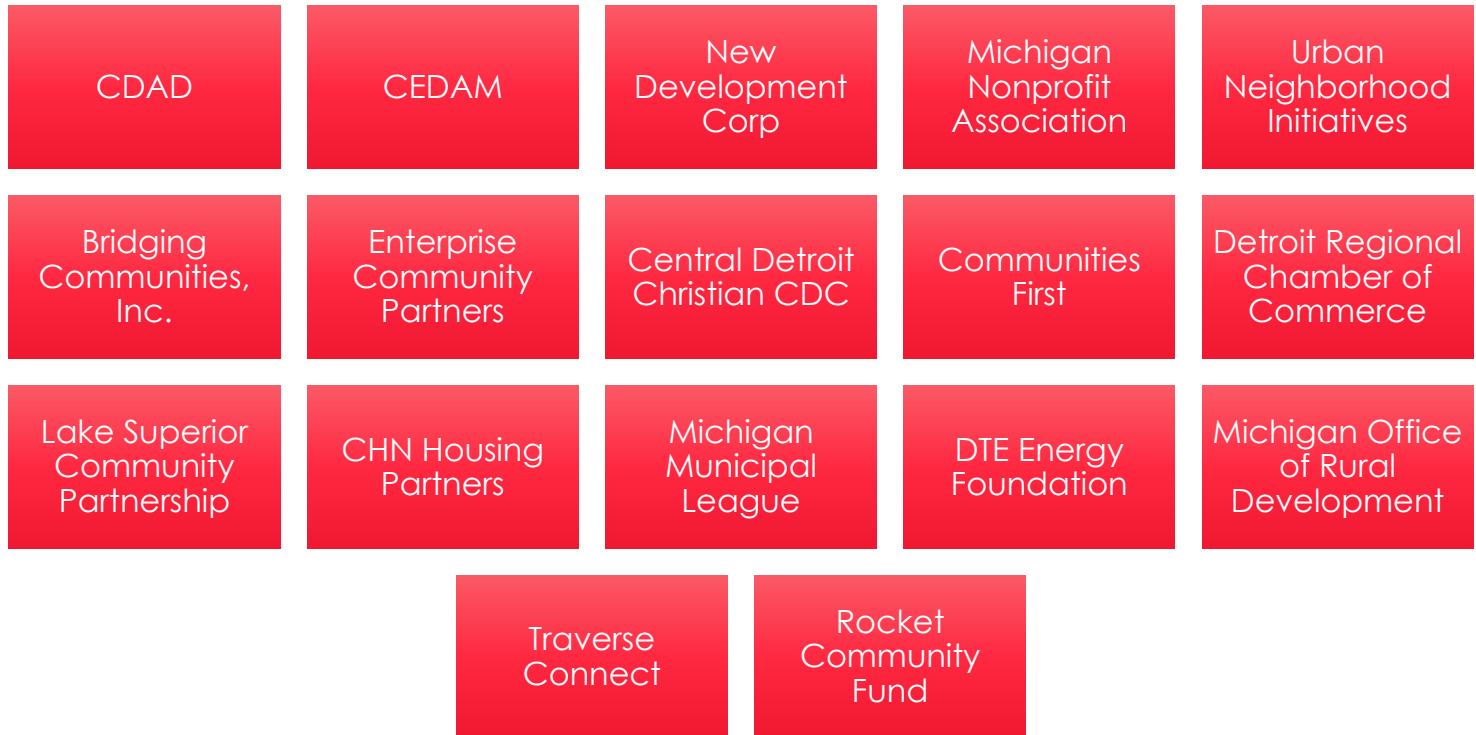 CDAD
CEDAM
New
Development
Corp
Michigan
Nonprofit
Association
Urban
Neighborhood
Initiatives
Bridging
Communities,
Inc.
Enterprise
Community
Partners
Central Detroit
Christian CDC
Communities
First
Detroit Regional
Chamber of
Commerce
Lake Superior
Community
Partnership
CHN Housing
Partners
Michigan
Municipal
League
DTE Energy
Foundation
Michigan Office
of Rural
Development
Traverse
Connect
Rocket
Community
Fund